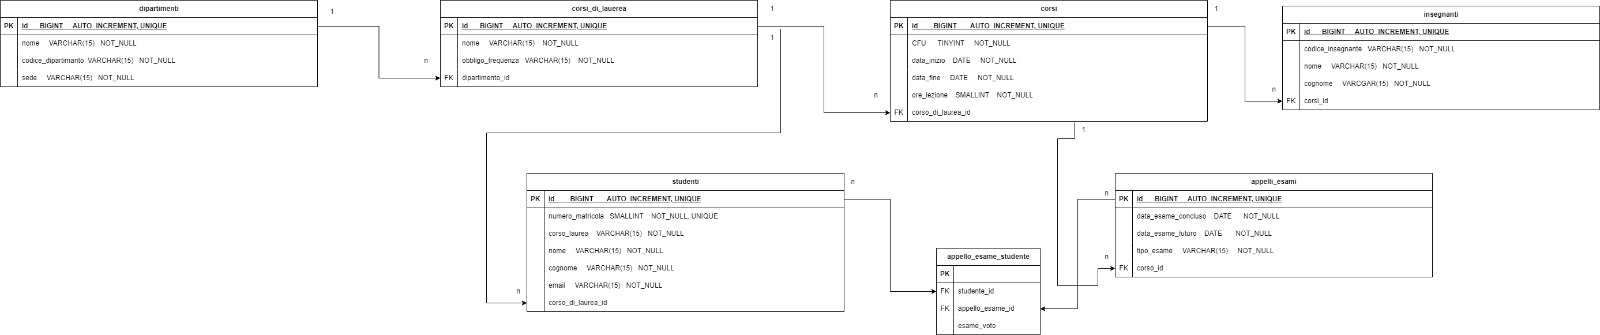 dipartimenti
PK id BIGINT AUTO_INCREMENT, UNIQUE
nome VARCHAR(15) NOT_NULL
codice_dipartimanto VARCHAR(15) NOT_NULL
sede VARCHAR(15) NOT_NULL
1
n
corsi_di_lauerea
PK id BIGINT AUTO_INCREMENT, UNIQUE
nome VARCHAR(15) NOT_NULL
obbligo_frequenza VARCHAR(15) NOT_NULL
FK dipartimento_id
1
1
n
corsi
PK id BIGINT AUTO_INCREMENT, UNIQUE
CFU TINYINT NOT_NULL
data_inizio DATE NOT_NULL
data_fine DATE NOT_NULL
ore_lezione SMALLINT NOT_NULL
FK corso_di_laurea_id
1
n
1
insegnanti
PK id BIGINT AUTO_INCREMENT, UNIQUE
codice_insegnante VARCHAR(15) NOT_NULL
nome VARCHAR(15) NOT_NULL
cognome VARCGAR(15) NOT_NULL
FK corsi_id
studenti
PK id BIGINT AUTO_INCREMENT, UNIQUE
numero_matricola SMALLINT NOT_NULL, UNIQUE
corso_laurea VARCHAR(15) NOT_NULL
nome VARCHAR(15) NOT_NULL
cognome VARCHAR(15) NOT_NULL
email VARCHAR(15) NOT_NULL
corso_di_laurea_id
n
n
appello_esame_studente
PK
FK studente_id
FK appello_esame_id
esame_voto
n
n
appelli_esami
PK id BIGINT AUTO_INCREMENT, UNIQUE
data_esame_concluso DATE NOT_NULL
data_esame_futuro DATE NOT_NULL
tipo_esame VARCHAR(15) NOT_NULL
FK corso_id